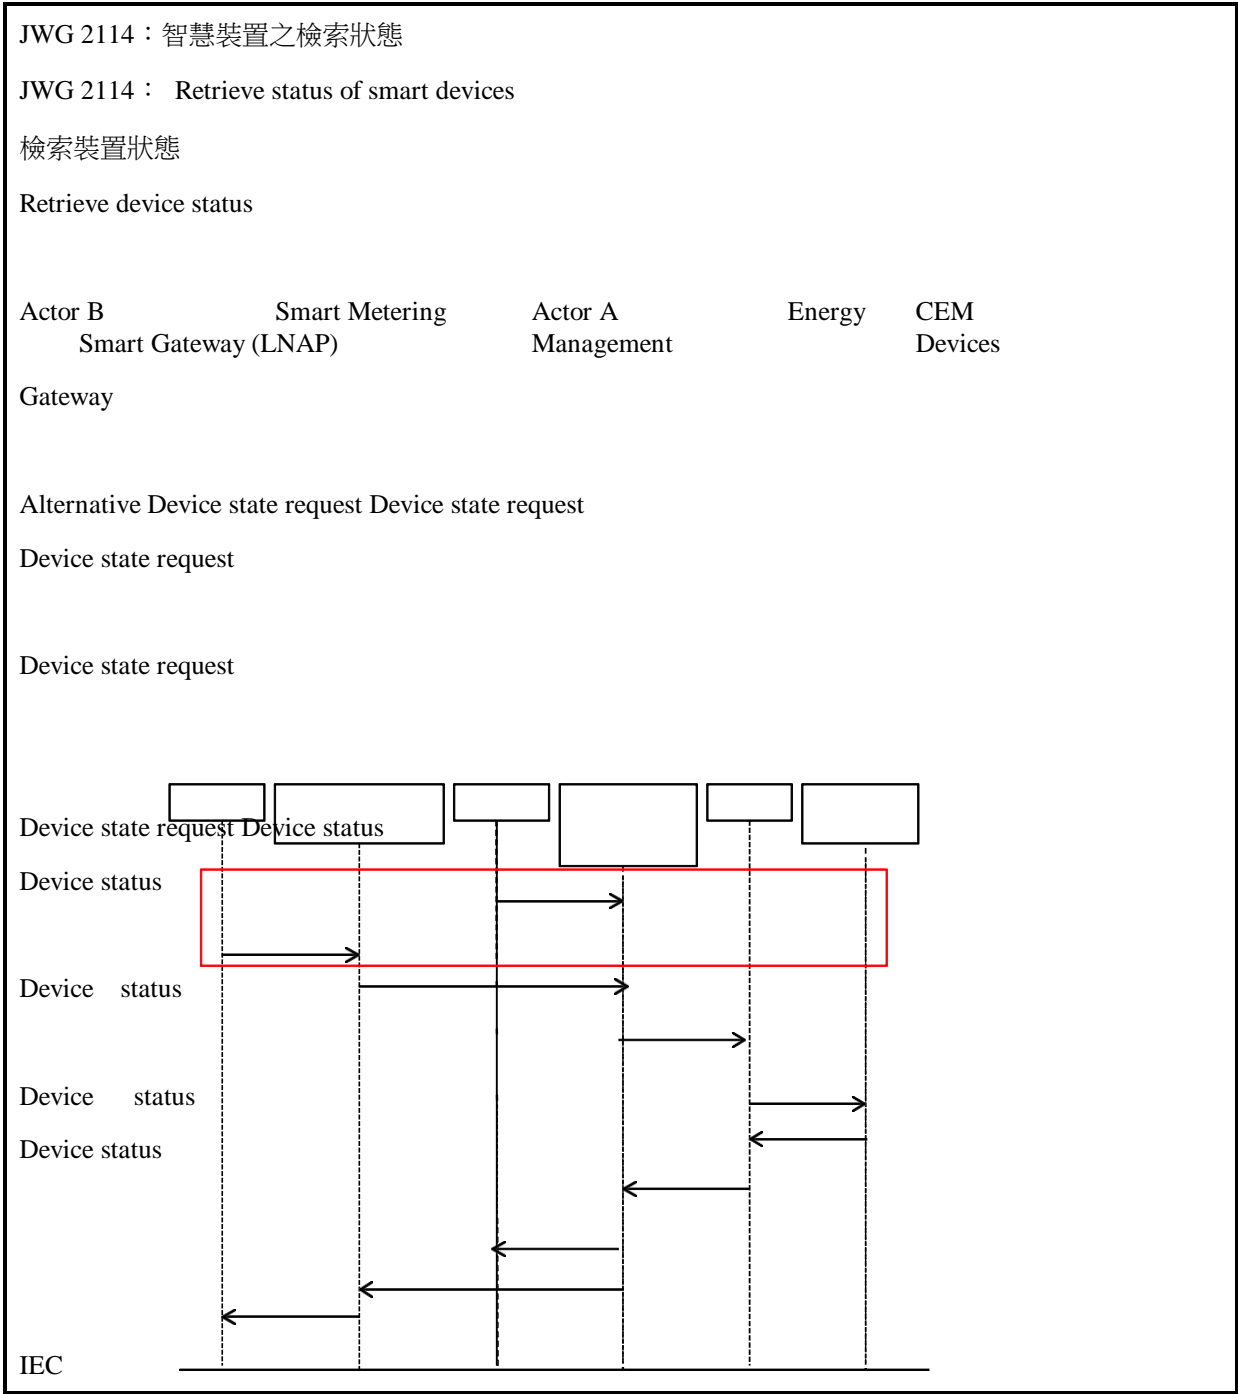 JWG 2114：智慧裝置之檢索狀態
JWG 2114： Retrieve status of smart devices
檢索裝置狀態
Retrieve device status
Actor B Smart Metering Actor A Energy CEM
Smart Gateway (LNAP) Management Devices
Gateway
Alternative Device state request Device state request
Device state request
Device state request
Device state request Device status
Device status
Device status
Device status
Device status
IEC